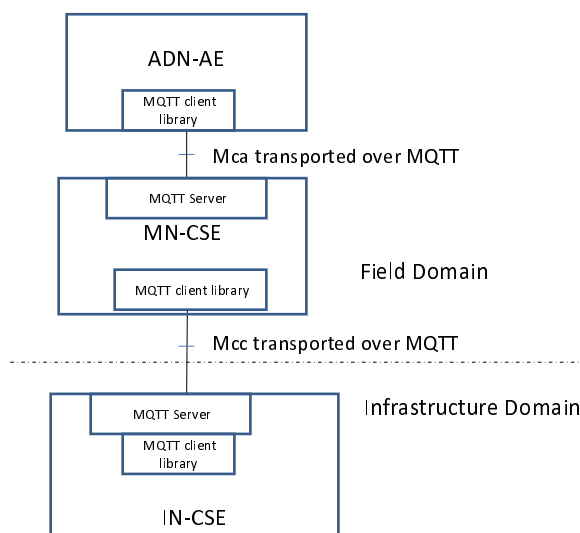 ADN-AE
MQTT client
library
Mca transported over MQTT
MQTT Server
MN-CSE
Field Domain
MQTT client library
Mcc transported over MQTT
Infrastructure Domain
MQTT Server
MQTT client
library
IN-CSE